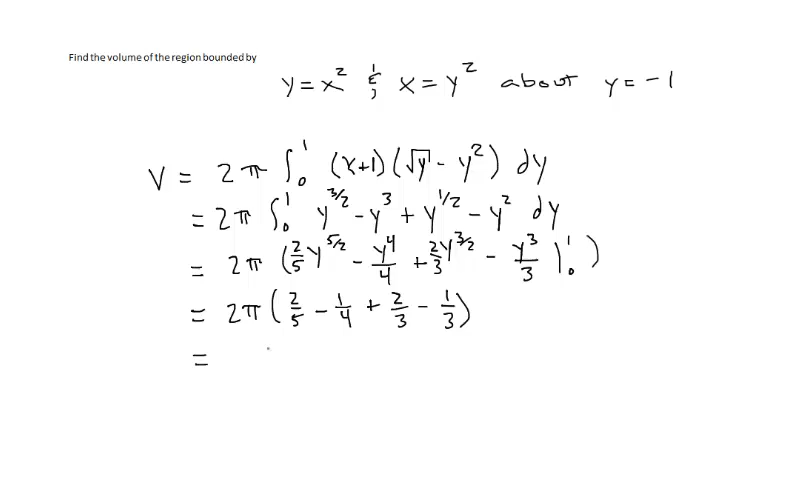 Find the volume of the region bounded by
y = x² & x = y² about y = -1
V = 2π ∫₀¹ (x+1)(√y - y²) dy
= 2π ∫₀¹ y^(3/2) - y³ + y^(1/2) - y² dy
= 2π (2/5 y^(5/2) - y⁴/4 + 2/3 y^(3/2) - y³/3 )₀¹ )
= 2π (2/5 - 1/4 + 2/3 - 1/3)
=